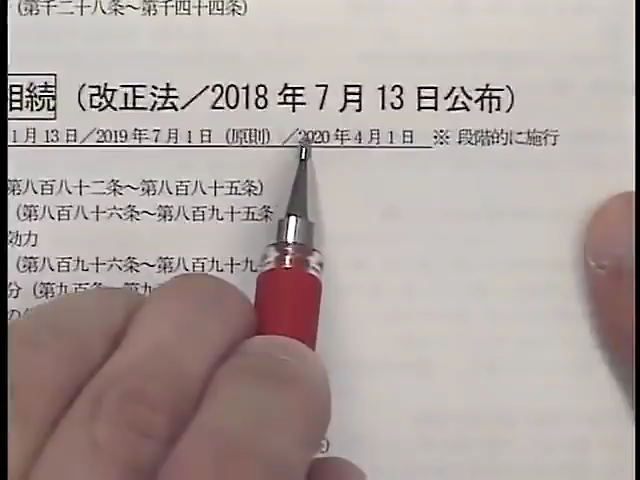 (第千二十八条～第千四十四条)
相続 (改正法／2018年7月13日公布)
1月13日／2019年7月1日 (原則) ／2020年4月1日 ※ 段階的に施行
第八百八十二条～第八百八十五条)
(第八百八十六条～第八百九十五条
効力
(第八百九十六条～第八百九十九
分 (第九百条～第九